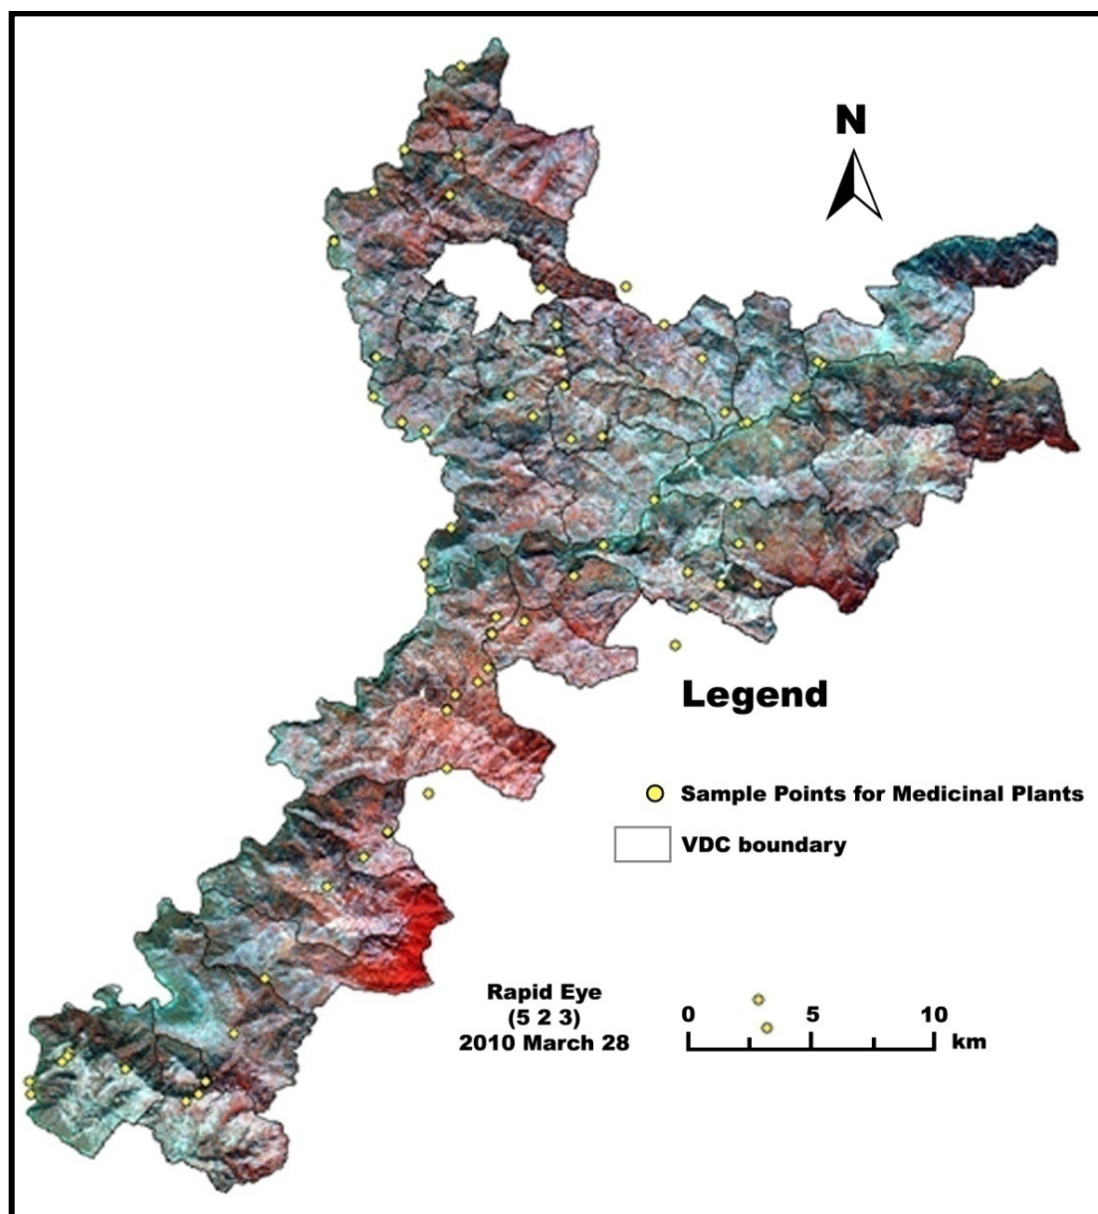 N
Legend
Sample Points for Medicinal Plants
VDC boundary
Rapid Eye
(5 2 3)
2010 March 28
0 5 10
km